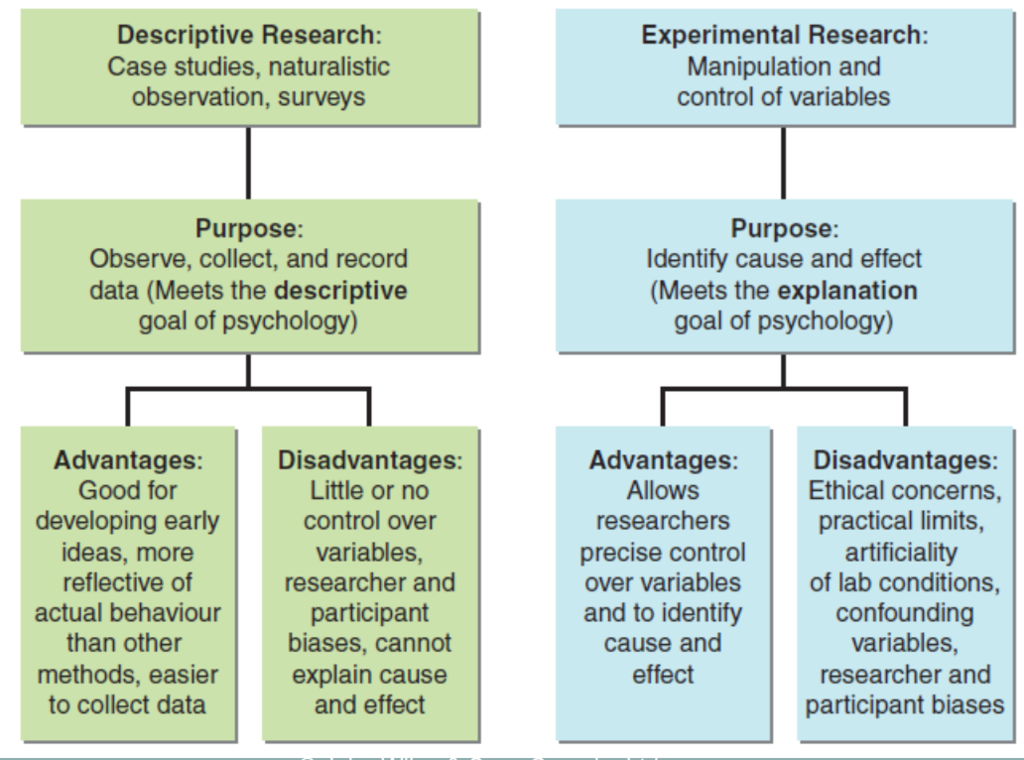 Descriptive Research:
Case studies, naturalistic
observation, surveys
Purpose:
Observe, collect, and record
data (Meets the descriptive
goal of psychology)
Advantages:
Good for
developing early
ideas, more
reflective of
actual behaviour
than other
methods, easier
to collect data
Disadvantages:
Little or no
control over
variables,
researcher and
participant
biases, cannot
explain cause
and effect
Experimental Research:
Manipulation and
control of variables
Purpose:
Identify cause and effect
(Meets the explanation
goal of psychology)
Advantages:
Allows
researchers
precise control
over variables
and to identify
cause and
effect
Disadvantages:
Ethical concerns,
practical limits,
artificiality
of lab conditions,
confounding
variables,
researcher and
participant biases